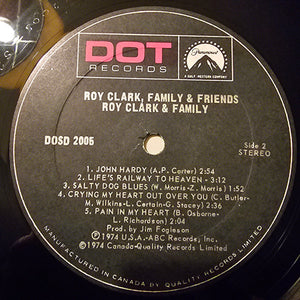 DOT
RECORDS
Paramount
A GULF+WESTERN COMPANY
ROY CLARK, FAMILY & FRIENDS
ROY CLARK & FAMILY
DOSD 2005
Side 2
STEREO
1. JOHN HARDY (A.P. Carter) 2:54
2. LIFE'S RAILWAY TO HEAVEN - 3:12
3. SALTY DOG BLUES (W. Morris-Z. Morris) 1:52
4. CRYING MY HEART OUT OVER YOU (C. Butler-
M. Wilkins-L. Certain-G. Stacey) 2:36
5. PAIN IN MY HEART (B. Osborne-
L. Richardson) 2:04
Prod. by Jim Foglesong
℗ 1974 U.S.A.-ABC Records, Inc.
© 1974 Canada-Quality Records Limited
MANUFACTURED IN CANADA BY QUALITY RECORDS LIMITED